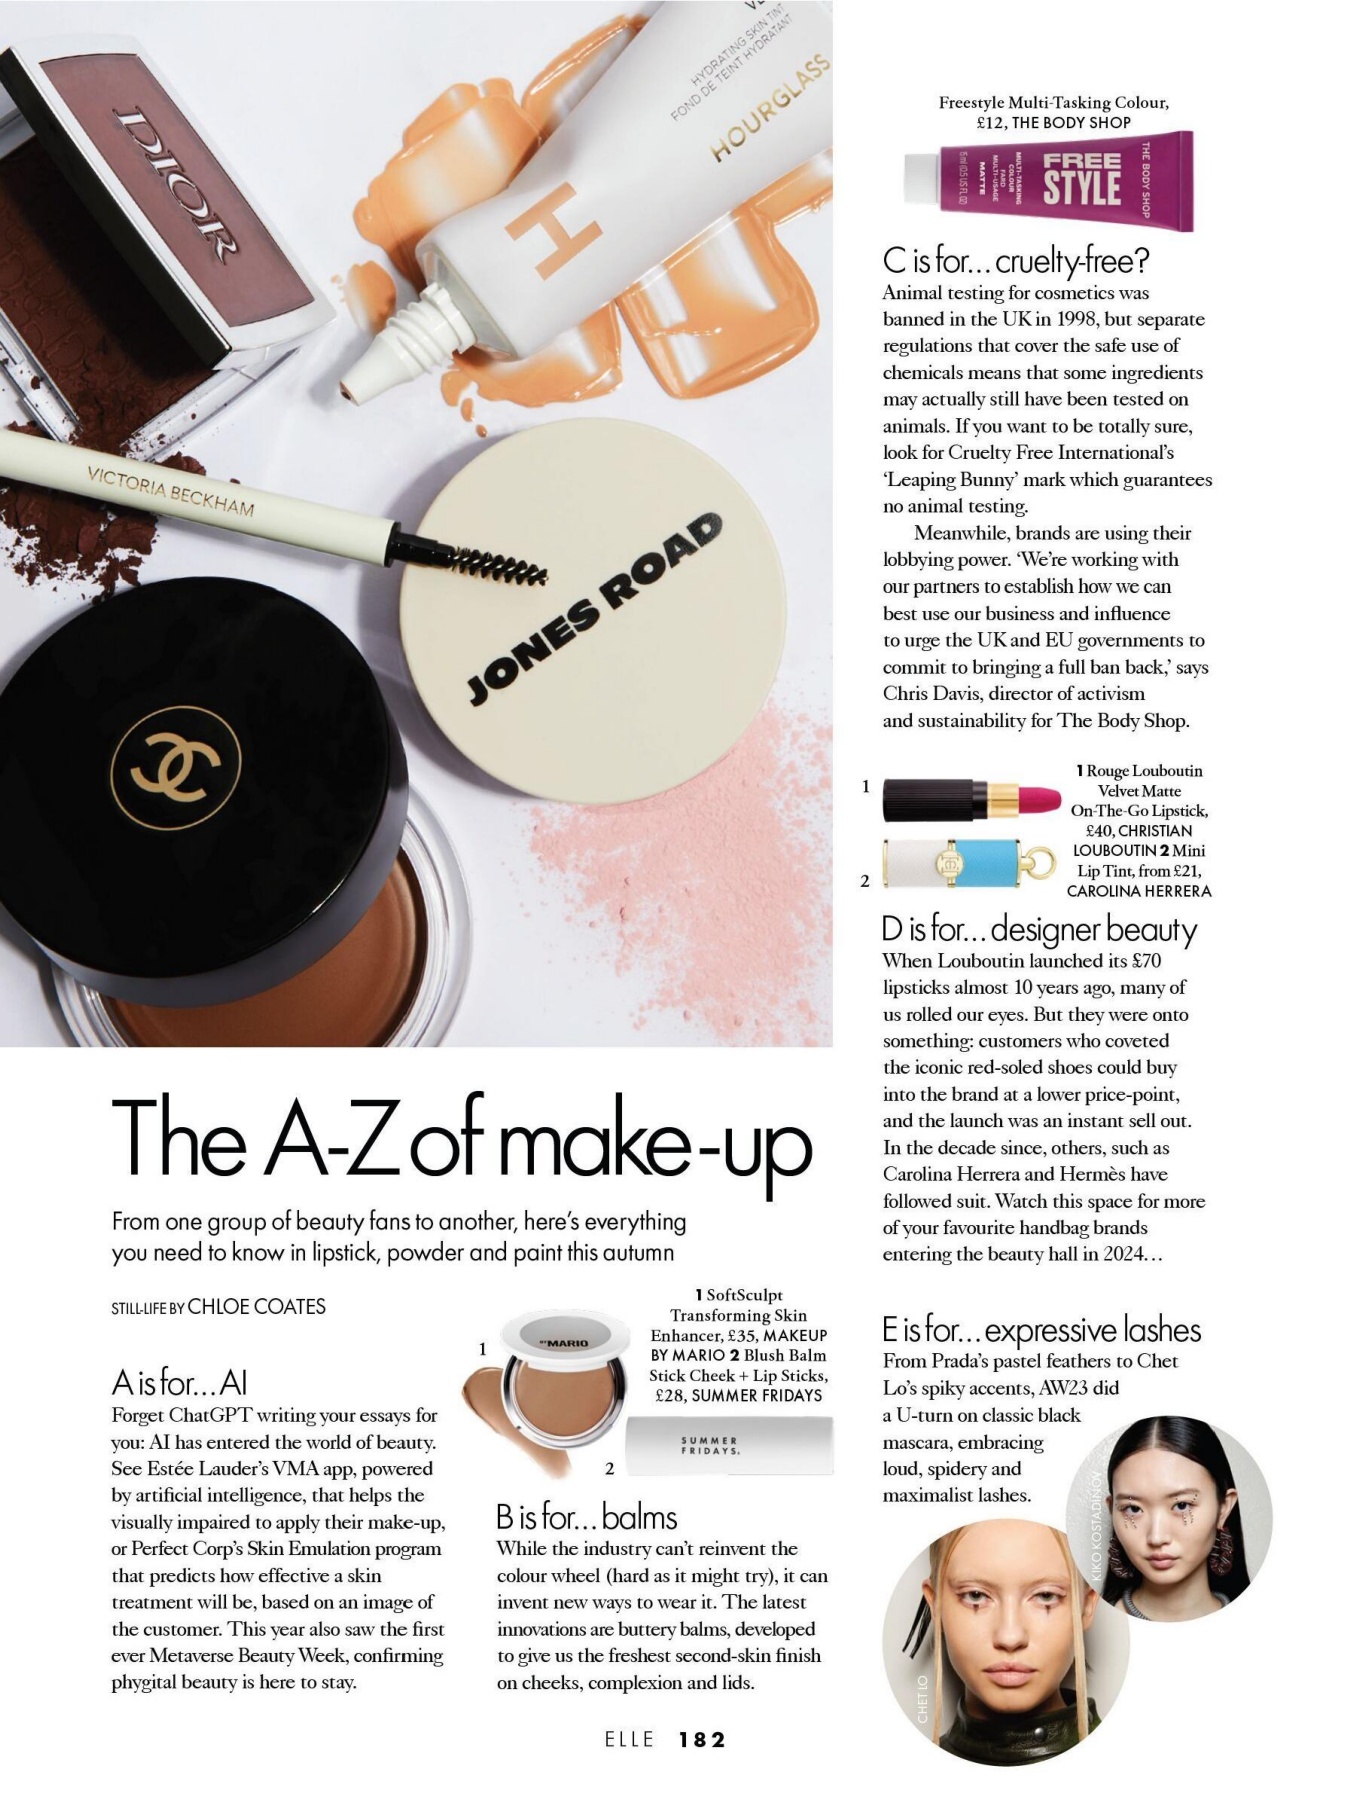 DIOR
HYDRATING SKIN TINT
FOND DE TEINT HYDRATANT
HOURGLASS
H
VICTORIA BECKHAM
JONES ROAD
The A-Z of make-up
From one group of beauty fans to another, here's everything
you need to know in lipstick, powder and paint this autumn
STILL-LIFE BY CHLOE COATES
A is for... AI
Forget ChatGPT writing your essays for
you: AI has entered the world of beauty.
See Estée Lauder's VMA app, powered
by artificial intelligence, that helps the
visually impaired to apply their make-up,
or Perfect Corp's Skin Emulation program
that predicts how effective a skin
treatment will be, based on an image of
the customer. This year also saw the first
ever Metaverse Beauty Week, confirming
phygital beauty is here to stay.
1
BY MARIO
1 SoftSculpt
Transforming Skin
Enhancer, £35, MAKEUP
BY MARIO 2 Blush Balm
Stick Cheek + Lip Sticks,
£28, SUMMER FRIDAYS
SUMMER
FRIDAYS.
2
B is for... balms
While the industry can't reinvent the
colour wheel (hard as it might try), it can
invent new ways to wear it. The latest
innovations are buttery balms, developed
to give us the freshest second-skin finish
on cheeks, complexion and lids.
Freestyle Multi-Tasking Colour,
£12, THE BODY SHOP
THE BODY SHOP
FREE
STYLE
MULTI-TASKING
COLOUR
FARD
MULTI-USAGE
MATTE
15 ml (0.5 US FL OZ)
C is for... cruelty-free?
Animal testing for cosmetics was
banned in the UK in 1998, but separate
regulations that cover the safe use of
chemicals means that some ingredients
may actually still have been tested on
animals. If you want to be totally sure,
look for Cruelty Free International's
'Leaping Bunny' mark which guarantees
no animal testing.
Meanwhile, brands are using their
lobbying power. 'We're working with
our partners to establish how we can
best use our business and influence
to urge the UK and EU governments to
commit to bringing a full ban back,' says
Chris Davis, director of activism
and sustainability for The Body Shop.
1
2
1 Rouge Louboutin
Velvet Matte
On-The-Go Lipstick,
£40, CHRISTIAN
LOUBOUTIN 2 Mini
Lip Tint, from £21,
CAROLINA HERRERA
D is for... designer beauty
When Louboutin launched its £70
lipsticks almost 10 years ago, many of
us rolled our eyes. But they were onto
something: customers who coveted
the iconic red-soled shoes could buy
into the brand at a lower price-point,
and the launch was an instant sell out.
In the decade since, others, such as
Carolina Herrera and Hermès have
followed suit. Watch this space for more
of your favourite handbag brands
entering the beauty hall in 2024...
E is for... expressive lashes
From Prada's pastel feathers to Chet
Lo's spiky accents, AW23 did
a U-turn on classic black
mascara, embracing
loud, spidery and
maximalist lashes.
KIKO KOSTADINOV
CHET LO
ELLE 182